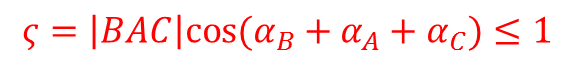 ς = |BAC|cos(α_B + α_A + α_C) ≤ 1